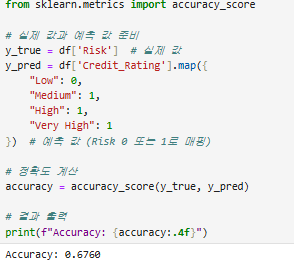 from sklearn.metrics import accuracy_score
# 실제 값과 예측 값 준비
y_true = df['Risk']  # 실제 값
y_pred = df['Credit_Rating'].map({
    "Low": 0,
    "Medium": 1,
    "High": 1,
    "Very High": 1
})  # 예측 값 (Risk 0 또는 1로 매핑)
# 정확도 계산
accuracy = accuracy_score(y_true, y_pred)
# 결과 출력
print(f"Accuracy: {accuracy:.4f}")
Accuracy: 0.6760